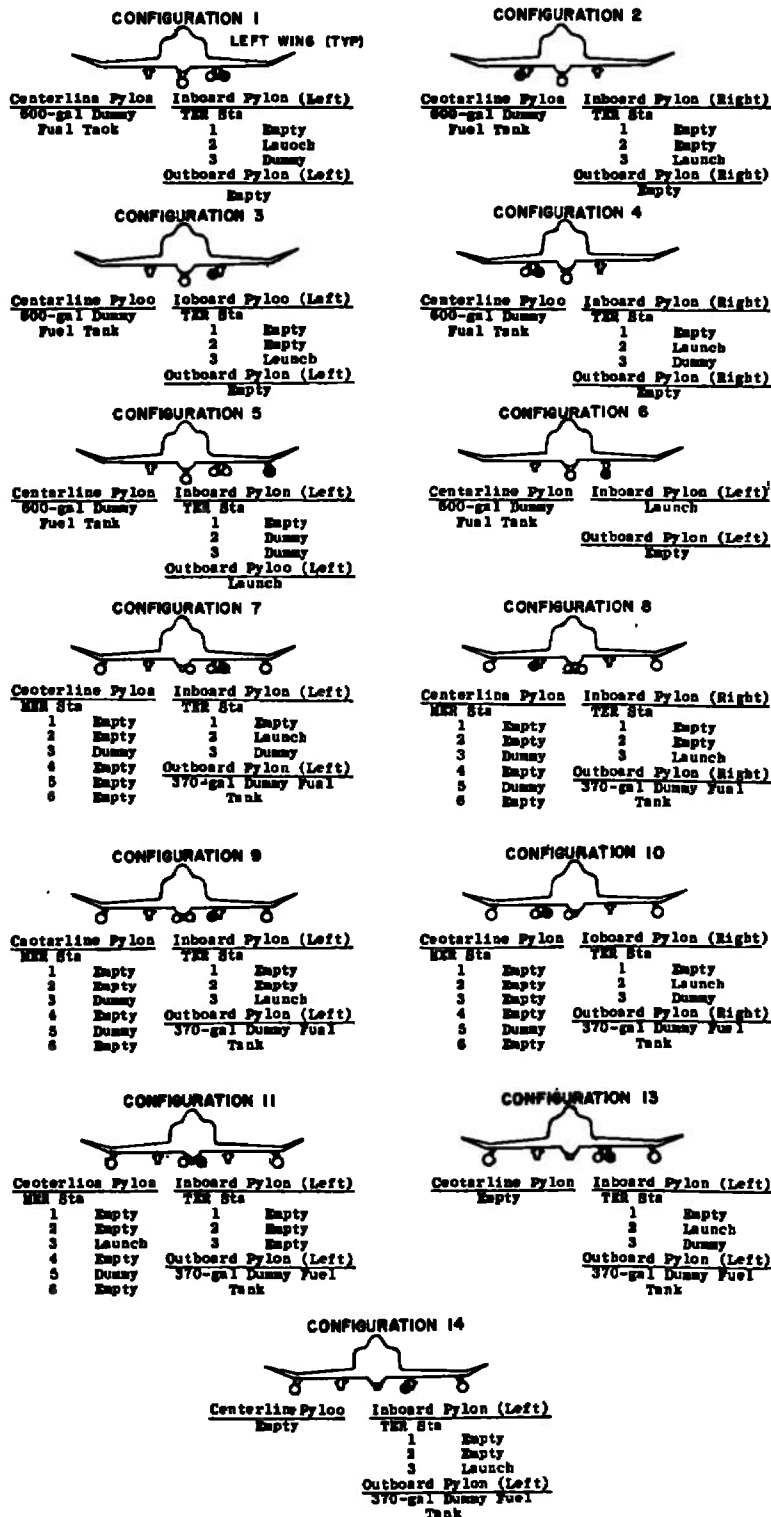 CONFIGURATION 1
LEFT WING (TYP)
Centerline Pylon Inboard Pylon (Left)
600-gal Dummy TER Sta
Fuel Tank 1 Empty
2 Launch
3 Dummy
Outboard Pylon (Left)
Empty
CONFIGURATION 2
Centerline Pylon Inboard Pylon (Right)
600-gal Dummy TER Sta
Fuel Tank 1 Empty
2 Empty
3 Launch
Outboard Pylon (Right)
Empty
CONFIGURATION 3
Centerline Pylon Inboard Pylon (Left)
600-gal Dummy TER Sta
Fuel Tank 1 Empty
2 Empty
3 Launch
Outboard Pylon (Left)
Empty
CONFIGURATION 4
Centerline Pylon Inboard Pylon (Right)
600-gal Dummy TER Sta
Fuel Tank 1 Empty
2 Launch
3 Dummy
Outboard Pylon (Right)
Empty
CONFIGURATION 5
Centerline Pylon Inboard Pylon (Left)
600-gal Dummy TER Sta
Fuel Tank 1 Empty
2 Dummy
3 Dummy
Outboard Pylon (Left)
Launch
CONFIGURATION 6
Centerline Pylon Inboard Pylon (Left)
600-gal Dummy Launch
Fuel Tank
Outboard Pylon (Left)
Empty
CONFIGURATION 7
Centerline Pylon Inboard Pylon (Left)
MER Sta TER Sta
1 Empty 1 Empty
2 Empty 2 Launch
3 Dummy 3 Dummy
4 Empty Outboard Pylon (Left)
5 Empty 370-gal Dummy Fuel
6 Empty Tank
CONFIGURATION 8
Centerline Pylon Inboard Pylon (Right)
MER Sta TER Sta
1 Empty 1 Empty
2 Empty 2 Empty
3 Dummy 3 Launch
4 Empty Outboard Pylon (Right)
5 Dummy 370-gal Dummy Fuel
6 Empty Tank
CONFIGURATION 9
Centerline Pylon Inboard Pylon (Left)
MER Sta TER Sta
1 Empty 1 Empty
2 Empty 2 Empty
3 Dummy 3 Launch
4 Empty Outboard Pylon (Left)
5 Dummy 370-gal Dummy Fuel
6 Empty Tank
CONFIGURATION 10
Centerline Pylon Inboard Pylon (Right)
MER Sta TER Sta
1 Empty 1 Empty
2 Empty 2 Launch
3 Empty 3 Dummy
4 Empty Outboard Pylon (Right)
5 Dummy 370-gal Dummy Fuel
6 Empty Tank
CONFIGURATION 11
Centerline Pylon Inboard Pylon (Left)
MER Sta TER Sta
1 Empty 1 Empty
2 Empty 2 Empty
3 Launch 3 Empty
4 Empty Outboard Pylon (Left)
5 Dummy 370-gal Dummy Fuel
6 Empty Tank
CONFIGURATION 13
Centerline Pylon Inboard Pylon (Left)
Empty TER Sta
1 Empty
2 Launch
3 Dummy
Outboard Pylon (Left)
370-gal Dummy Fuel
Tank
CONFIGURATION 14
Centerline Pylon Inboard Pylon (Left)
Empty TER Sta
1 Empty
2 Empty
3 Launch
Outboard Pylon (Left)
370-gal Dummy Fuel
Tank